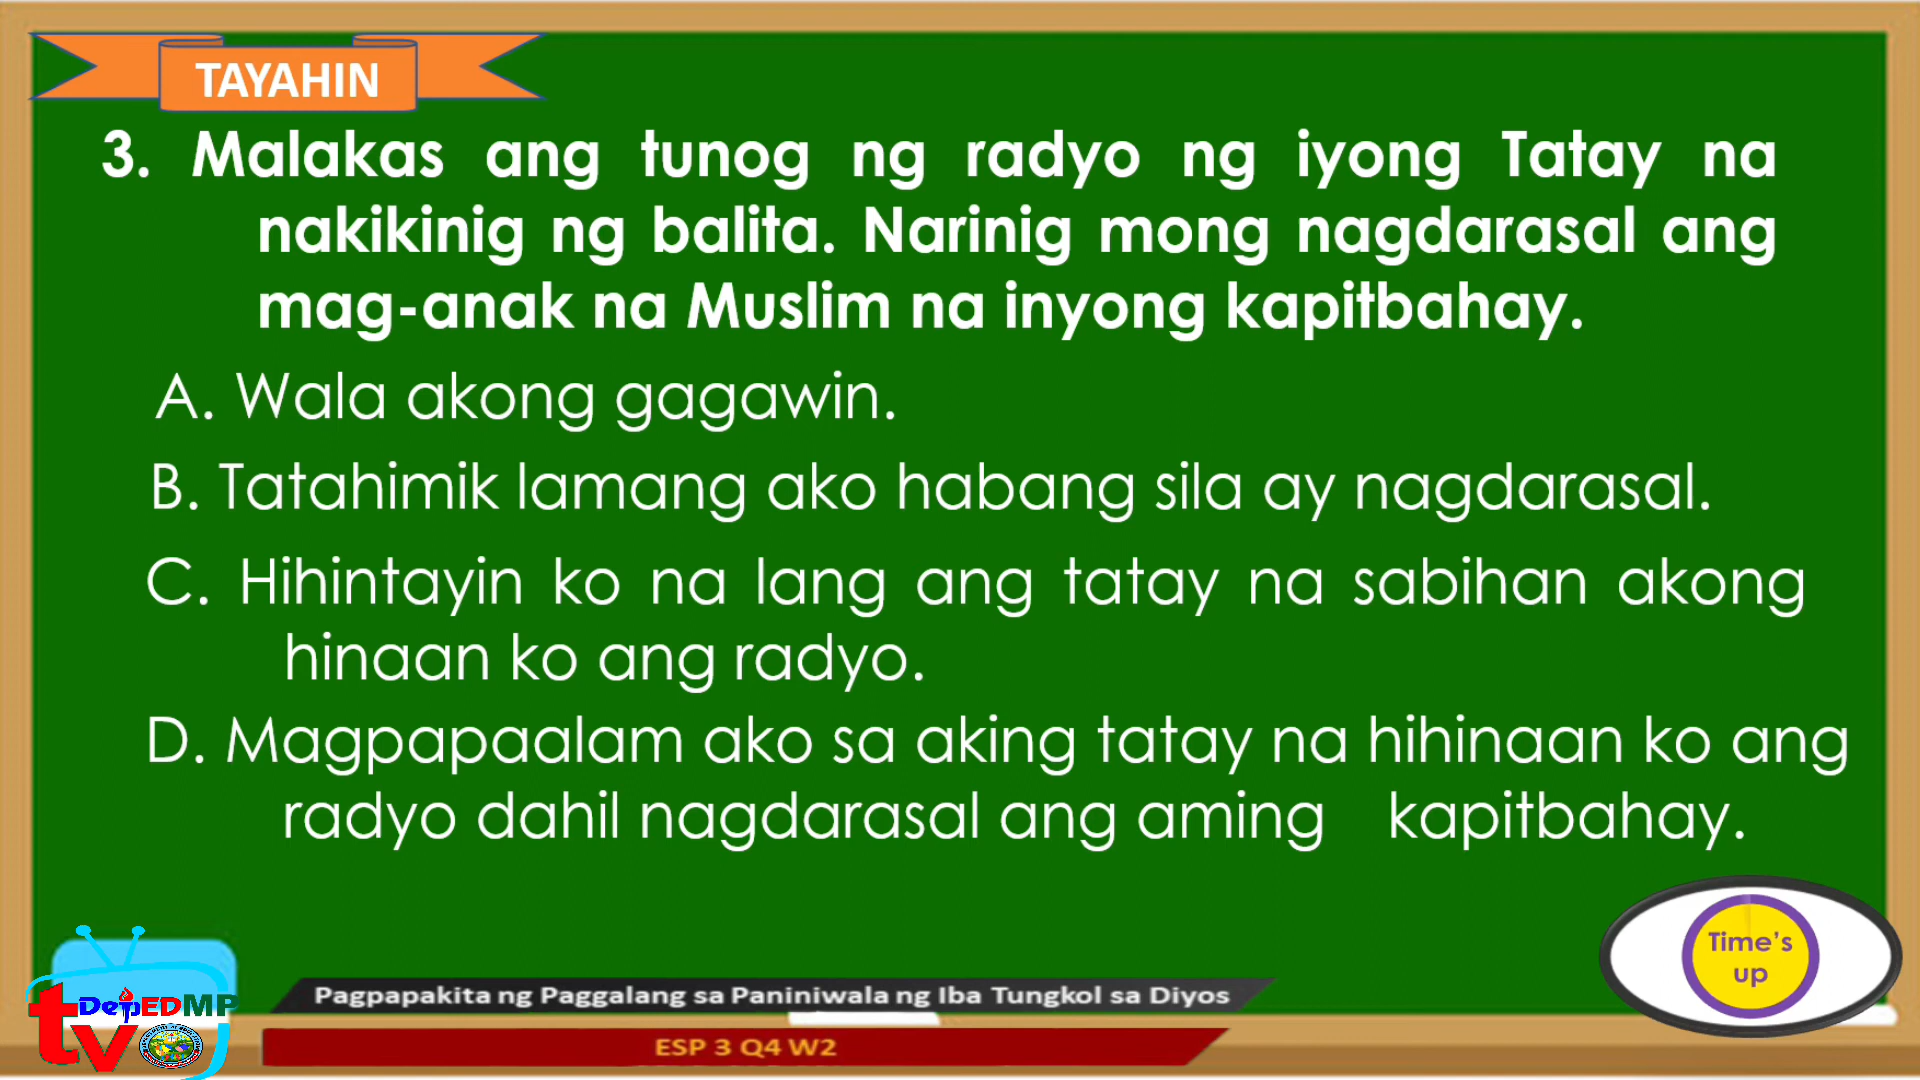 TAYAHIN
3. Malakas ang tunog ng radyo ng iyong Tatay na
nakikinig ng balita. Narinig mong nagdarasal ang
mag-anak na Muslim na inyong kapitbahay.
A. Wala akong gagawin.
B. Tatahimik lamang ako habang sila ay nagdarasal.
C. Hihintayin ko na lang ang tatay na sabihan akong
hinaan ko ang radyo.
D. Magpapaalam ako sa aking tatay na hihinaan ko ang
radyo dahil nagdarasal ang aming kapitbahay.
Time's
up
Pagpapakita ng Paggalang sa Paniniwala ng Iba Tungkol sa Diyos
DepEDMP
tv
ESP 3 Q4 W2